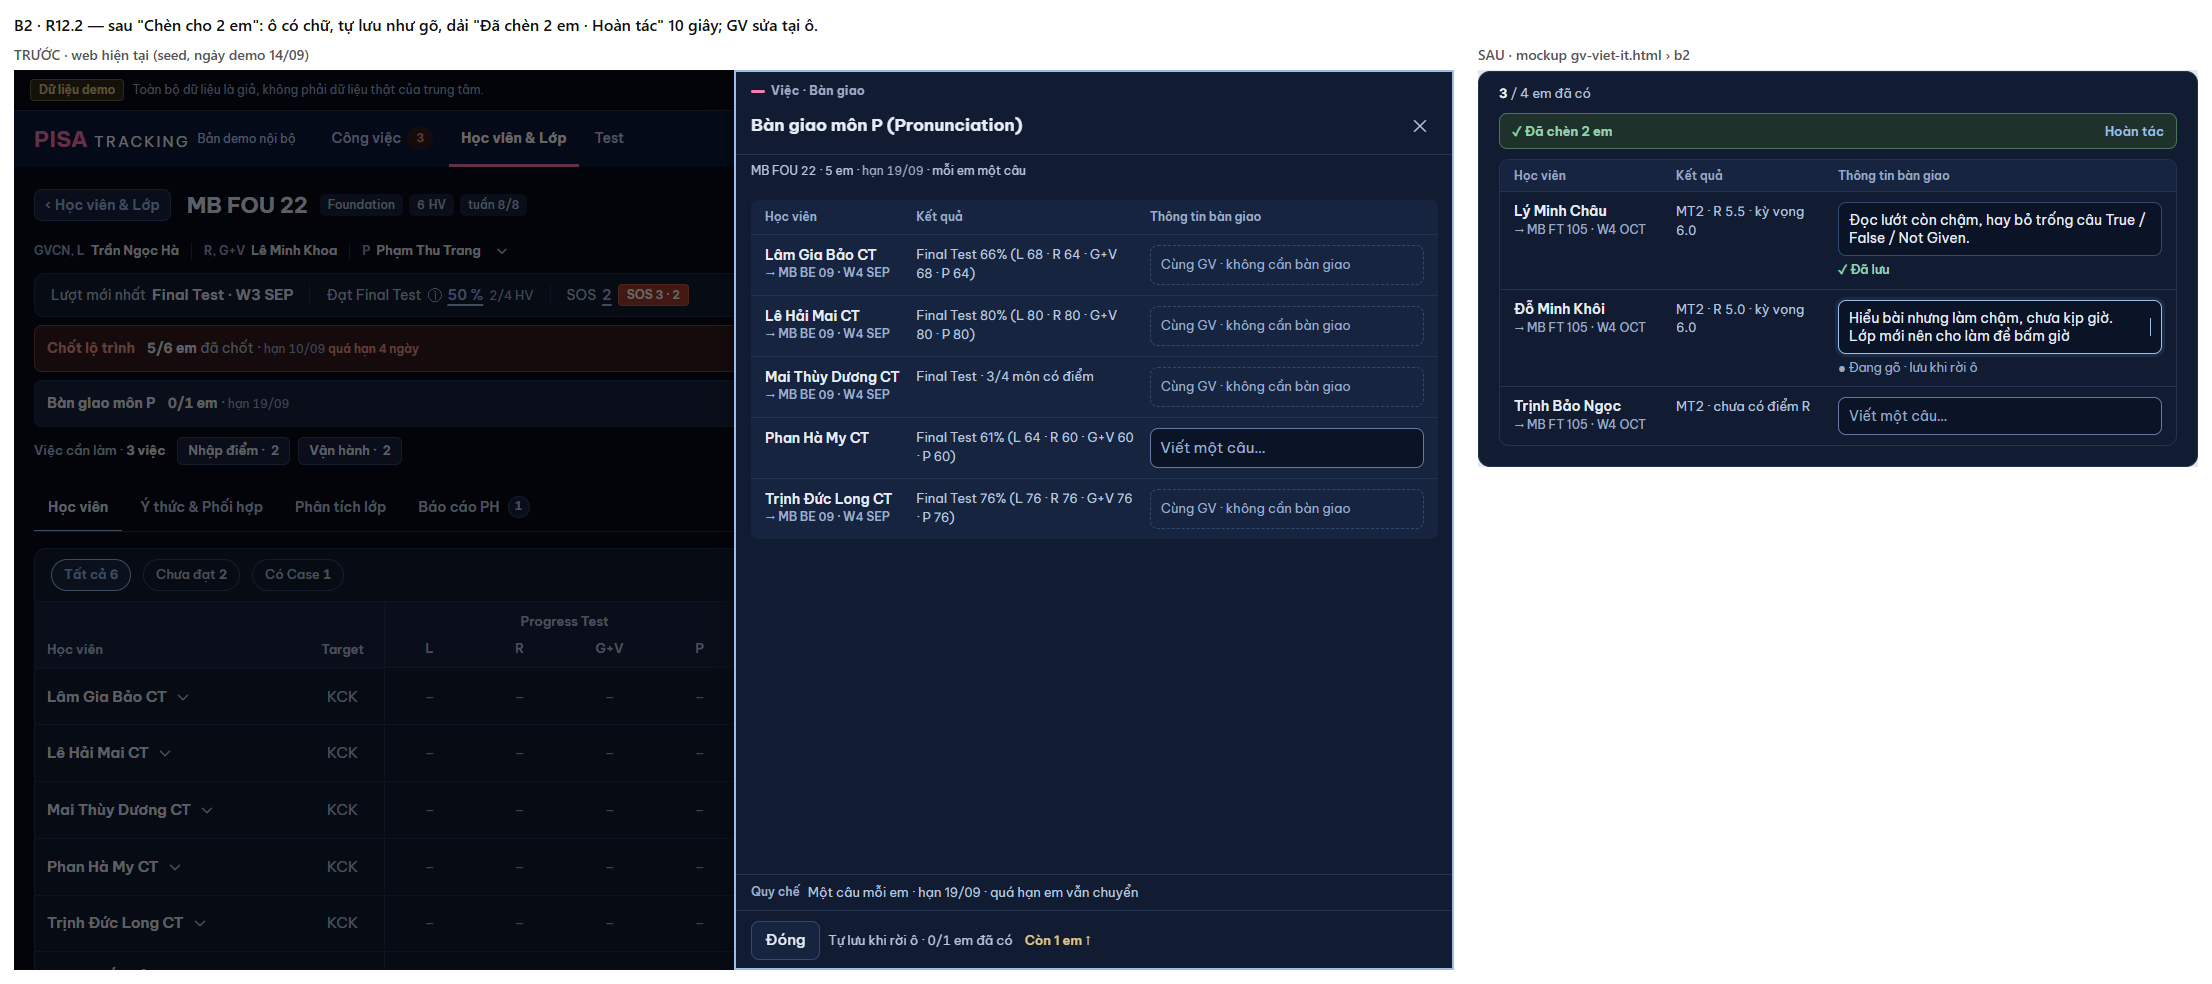 B2 · R12.2 — sau "Chèn cho 2 em": ô có chữ, tự lưu như gõ, dải "Đã chèn 2 em · Hoàn tác" 10 giây; GV sửa tại ô.
TRƯỚC · web hiện tại (seed, ngày demo 14/09)
Dữ liệu demo Toàn bộ dữ liệu là giả, không phải dữ liệu thật của trung tâm.
PISA TRACKING Bản demo nội bộ Công việc 3 Học viên & Lớp Test
‹ Học viên & Lớp MB FOU 22 Foundation 6 HV tuần 8/8
GVCN, L Trần Ngọc Hà R, G+V Lê Minh Khoa P Phạm Thu Trang
Lượt mới nhất Final Test · W3 SEP Đạt Final Test ⓘ 50 % 2/4 HV SOS 2 SOS 3 · 2
Chốt lộ trình 5/6 em đã chốt · hạn 10/09 quá hạn 4 ngày
Bàn giao môn P 0/1 em · hạn 19/09
Việc cần làm · 3 việc Nhập điểm · 2 Vận hành · 2
Học viên Ý thức & Phối hợp Phân tích lớp Báo cáo PH 1
Tất cả 6 Chưa đạt 2 Có Case 1
Progress Test
Học viên Target L R G+V P
Lâm Gia Bảo CT KCK – – – –
Lê Hải Mai CT KCK – – – –
Mai Thùy Dương CT KCK – – – –
Phan Hà My CT KCK – – – –
Trịnh Đức Long CT KCK – – – –
Việc · Bàn giao
Bàn giao môn P (Pronunciation)
MB FOU 22 · 5 em · hạn 19/09 · mỗi em một câu
Học viên Kết quả Thông tin bàn giao
Lâm Gia Bảo CT Final Test 66% (L 68 · R 64 · G+V
→ MB BE 09 · W4 SEP 68 · P 64) Cùng GV · không cần bàn giao
Lê Hải Mai CT Final Test 80% (L 80 · R 80 · G+V
→ MB BE 09 · W4 SEP 80 · P 80) Cùng GV · không cần bàn giao
Mai Thùy Dương CT Final Test · 3/4 môn có điểm
→ MB BE 09 · W4 SEP Cùng GV · không cần bàn giao
Phan Hà My CT Final Test 61% (L 64 · R 60 · G+V 60
· P 60) Viết một câu...
Trịnh Đức Long CT Final Test 76% (L 76 · R 76 · G+V 76
→ MB BE 09 · W4 SEP · P 76) Cùng GV · không cần bàn giao
Quy chế Một câu mỗi em · hạn 19/09 · quá hạn em vẫn chuyển
Đóng Tự lưu khi rời ô · 0/1 em đã có Còn 1 em ↑
SAU · mockup gv-viet-it.html › b2
3 / 4 em đã có
✓ Đã chèn 2 em Hoàn tác
Học viên Kết quả Thông tin bàn giao
Lý Minh Châu MT2 · R 5.5 · kỳ vọng Đọc lướt còn chậm, hay bỏ trống câu True /
→ MB FT 105 · W4 OCT 6.0 False / Not Given.
✓ Đã lưu
Đỗ Minh Khôi MT2 · R 5.0 · kỳ vọng Hiểu bài nhưng làm chậm, chưa kịp giờ.
→ MB FT 105 · W4 OCT 6.0 Lớp mới nên cho làm đề bấm giờ
● Đang gõ · lưu khi rời ô
Trịnh Bảo Ngọc MT2 · chưa có điểm R Viết một câu...
→ MB FT 105 · W4 OCT